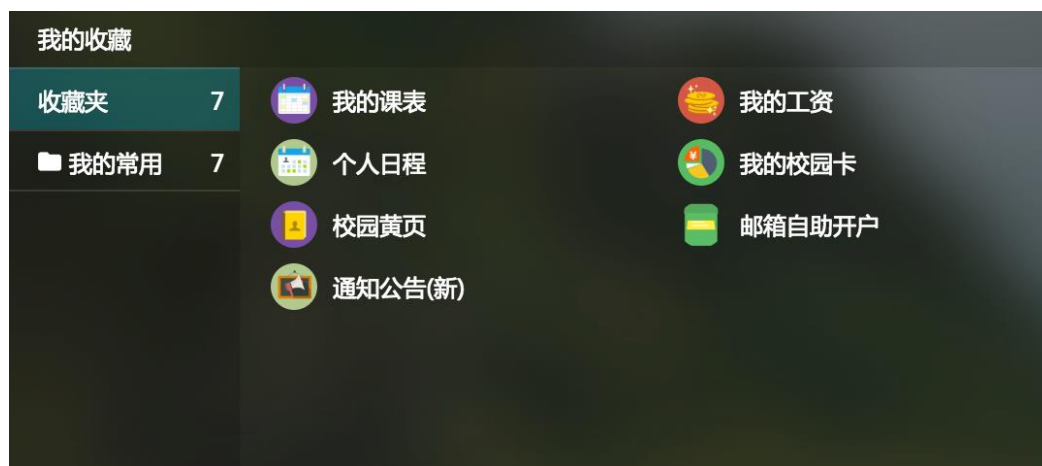 我的收藏
收藏夹 7
我的常用 7
我的课表
我的工资
个人日程
我的校园卡
校园黄页
邮箱自助开户
通知公告(新)